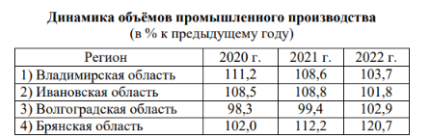 Динамика объёмов промышленного производства
(в % к предыдущему году)
Регион 2020 г. 2021 г. 2022 г.
1) Владимирская область 111,2 108,6 103,7
2) Ивановская область 108,5 108,8 101,8
3) Волгоградская область 98,3 99,4 102,9
4) Брянская область 102,0 112,2 120,7